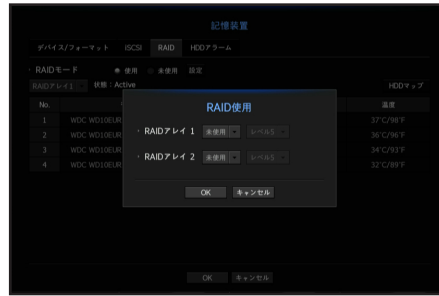 記憶装置
デバイス/フォーマット iSCSI RAID HDDアラーム
RAIDモード 使用 未使用 設定
RAIDアレイ1 状態 : Active HDDマップ
No. 温度
1 WDC WD10EUR 37°C/98°F
2 WDC WD10EUR 36°C/96°F
3 WDC WD10EUR 34°C/93°F
4 WDC WD10EUR 32°C/89°F
RAID使用
RAIDアレイ 1 未使用 レベル5
RAIDアレイ 2 未使用 レベル5
OK キャンセル
OK キャンセル